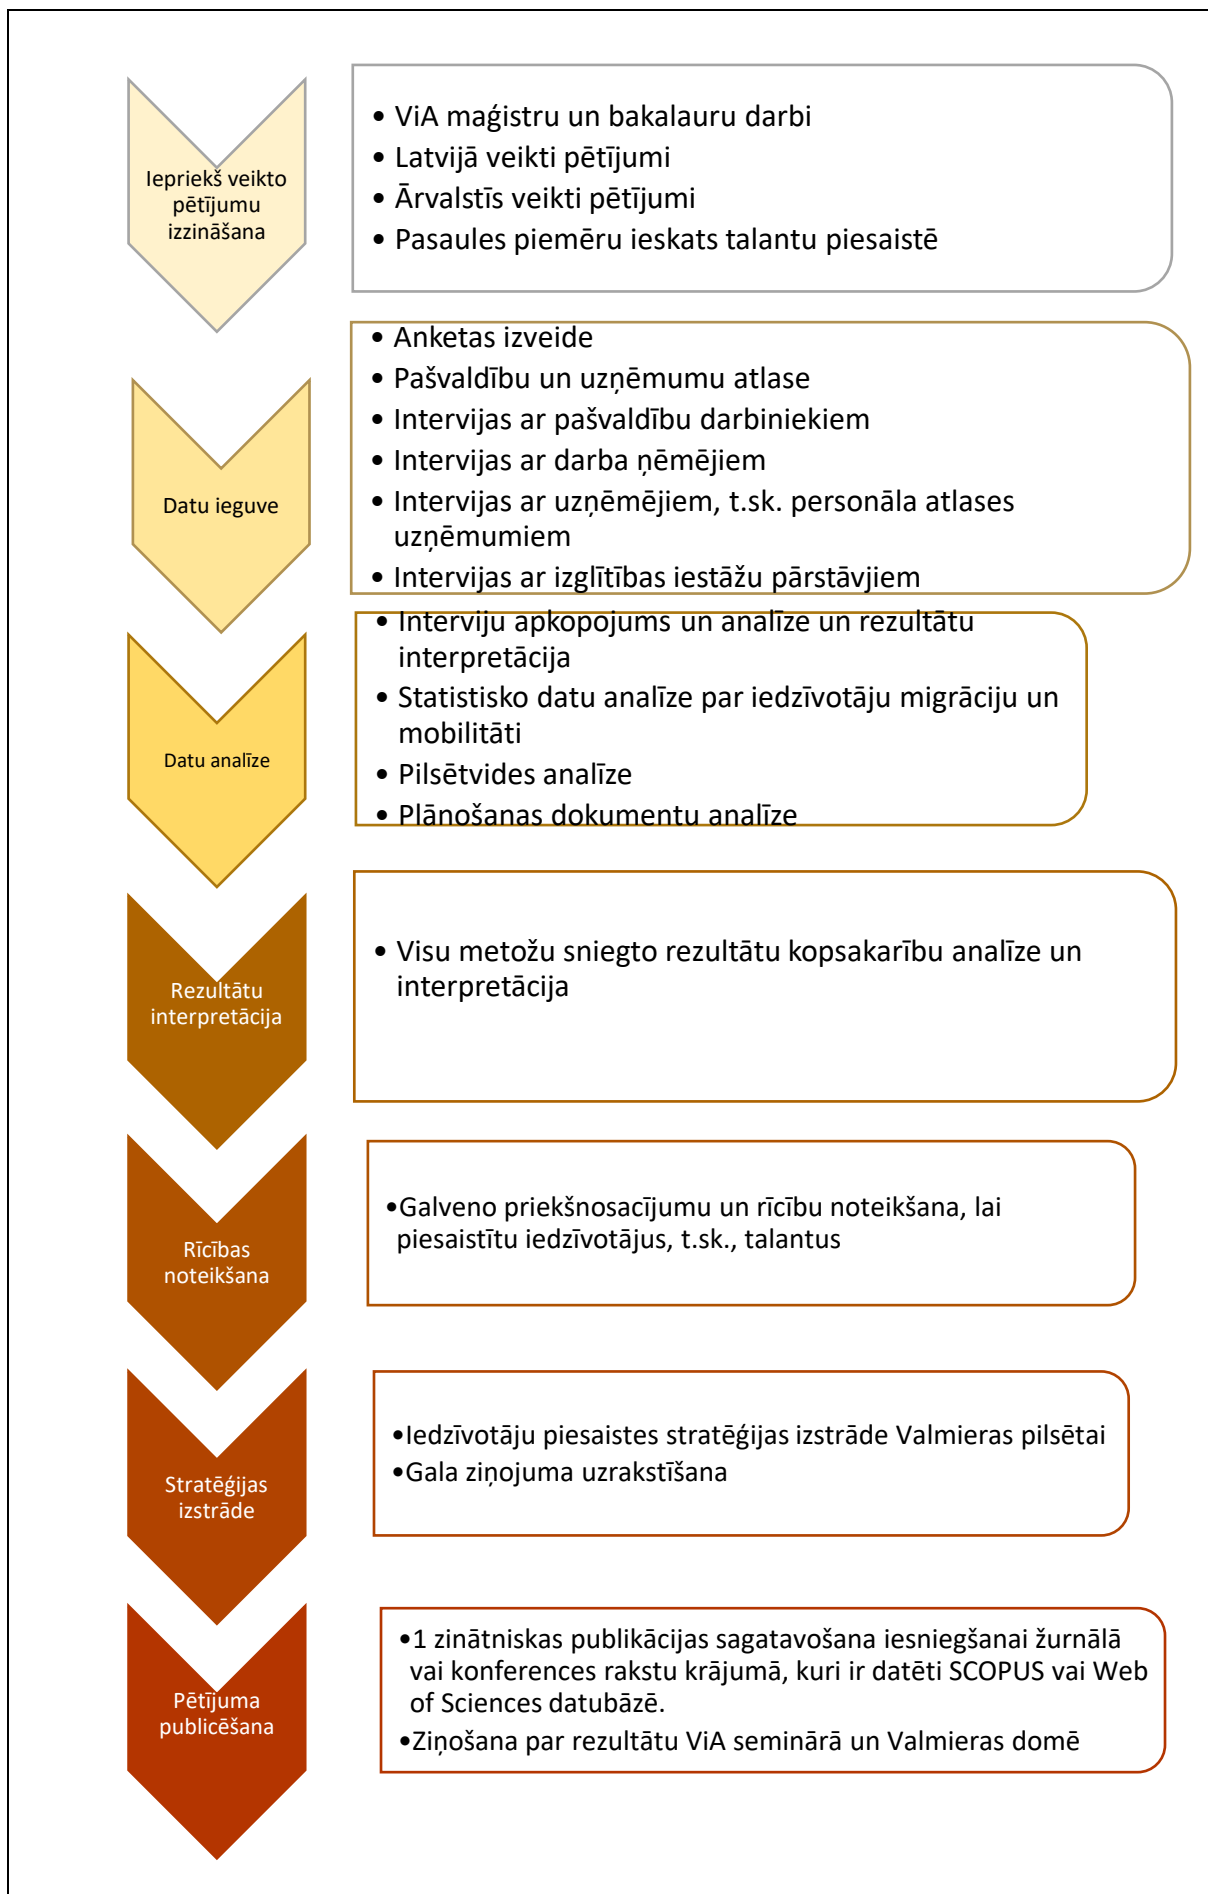 Iepriekš veikto
pētījumu
izzināšana
• ViA maģistru un bakalauru darbi
• Latvijā veikti pētījumi
• Ārvalstīs veikti pētījumi
• Pasaules piemēru ieskats talantu piesaistē
Datu ieguve
• Anketas izveide
• Pašvaldību un uzņēmumu atlase
• Intervijas ar pašvaldību darbiniekiem
• Intervijas ar darba ņēmējiem
• Intervijas ar uzņēmējiem, t.sk. personāla atlases
uzņēmumiem
• Intervijas ar izglītības iestāžu pārstāvjiem
Datu analīze
• Interviju apkopojums un analīze un rezultātu
interpretācija
• Statistisko datu analīze par iedzīvotāju migrāciju un
mobilitāti
• Pilsētvides analīze
• Plānošanas dokumentu analīze
Rezultātu
interpretācija
• Visu metožu sniegto rezultātu kopsakarību analīze un
interpretācija
Rīcības
noteikšana
•Galveno priekšnosacījumu un rīcību noteikšana, lai
piesaistītu iedzīvotājus, t.sk., talantus
Stratēģijas
izstrāde
•Iedzīvotāju piesaistes stratēģijas izstrāde Valmieras pilsētai
•Gala ziņojuma uzrakstīšana
Pētījuma
publicēšana
•1 zinātniskas publikācijas sagatavošana iesniegšanai žurnālā
vai konferences rakstu krājumā, kuri ir datēti SCOPUS vai Web
of Sciences datubāzē.
•Ziņošana par rezultātu ViA seminārā un Valmieras domē